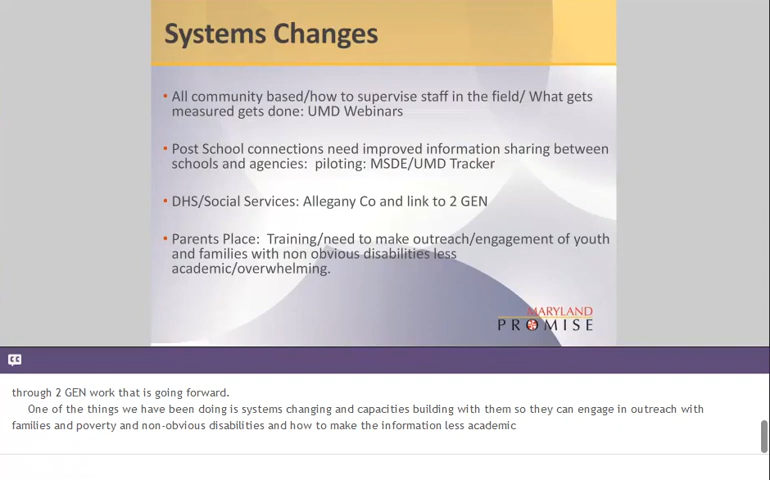 Systems Changes
• All community based/how to supervise staff in the field/ What gets
measured gets done: UMD Webinars
• Post School connections need improved information sharing between
schools and agencies:  piloting: MSDE/UMD Tracker
• DHS/Social Services: Allegany Co and link to 2 GEN
• Parents Place:  Training/need to make outreach/engagement of youth
and families with non obvious disabilities less
academic/overwhelming.
MARYLAND
PROMISE
CC
through 2 GEN work that is going forward.
One of the things we have been doing is systems changing and capacities building with them so they can engage in outreach with
families and poverty and non-obvious disabilities and how to make the information less academic